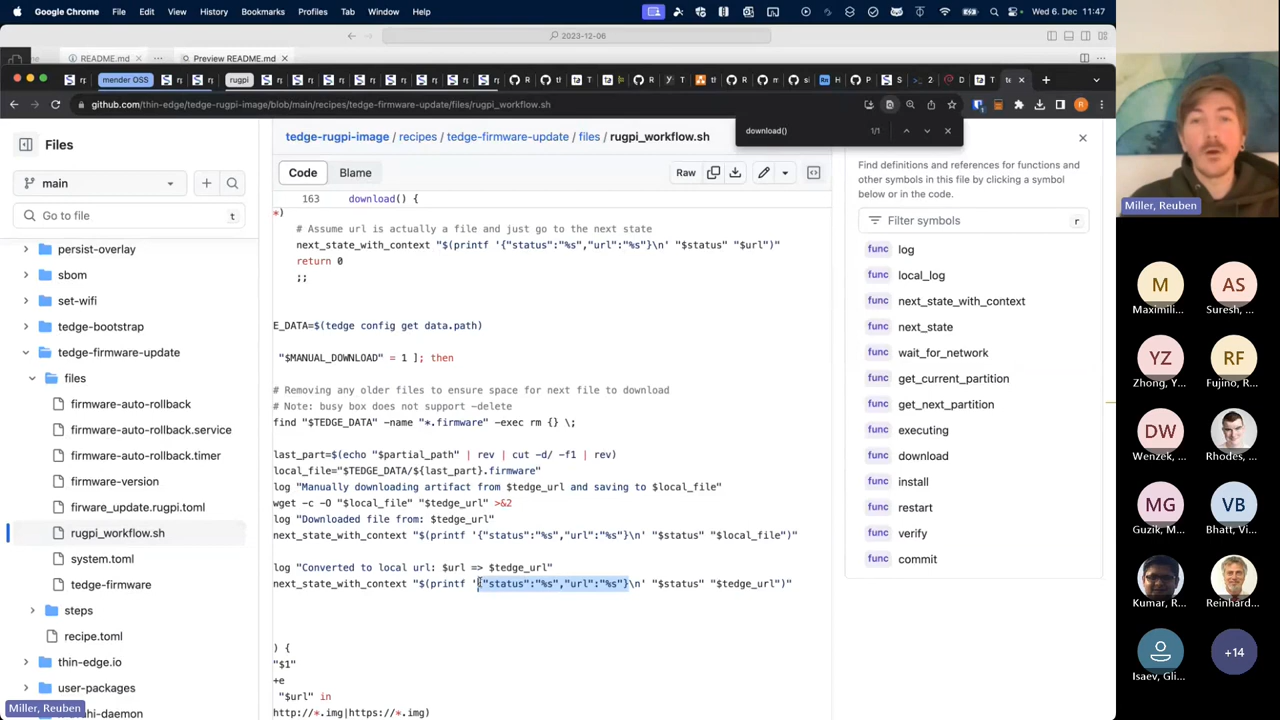 Google Chrome File Edit View History Bookmarks Profiles Tab Window Help
Wed 6. Dec 11:47
2023-12-06
README.md
Preview README.md
mender OSS
rugpi
github.com/thin-edge/tedge-rugpi-image/blob/main/recipes/tedge-firmware-update/files/rugpi_workflow.sh
download()
1/1
Files
main
Go to file
t
persist-overlay
sbom
set-wifi
tedge-bootstrap
tedge-firmware-update
files
firmware-auto-rollback
firmware-auto-rollback.service
firmware-auto-rollback.timer
firmware-version
firware_update.rugpi.toml
rugpi_workflow.sh
system.toml
tedge-firmware
steps
recipe.toml
thin-edge.io
user-packages
tedge-rugpi-image / recipes / tedge-firmware-update / files / rugpi_workflow.sh
Code
Blame
Raw
163 download() {
*)
# Assume url is actually a file and just go to the next state
next_state_with_context "$(printf '{"status":"%s","url":"%s"}\n' "$status" "$url")"
return 0
;;
E_DATA=$(tedge config get data.path)
"$MANUAL_DOWNLOAD" = 1 ]; then
# Removing any older files to ensure space for next file to download
# Note: busy box does not support -delete
find "$TEDGE_DATA" -name "*.firmware" -exec rm {} \;
last_part=$(echo "$partial_path" | rev | cut -d/ -f1 | rev)
local_file="$TEDGE_DATA/${last_part}.firmware"
log "Manually downloading artifact from $tedge_url and saving to $local_file"
wget -c -O "$local_file" "$tedge_url" >&2
log "Downloaded file from: $tedge_url"
next_state_with_context "$(printf '{"status":"%s","url":"%s"}\n' "$status" "$local_file")"
log "Converted to local url: $url => $tedge_url"
next_state_with_context "$(printf '{"status":"%s","url":"%s"}\n' "$status" "$tedge_url")"
) {
"$1"
+e
"$url" in
http://*.img|https://*.img)
Find definitions and references for functions and
other symbols in this file by clicking a symbol
below or in the code.
Filter symbols
r
func log
func local_log
func next_state_with_context
func next_state
func wait_for_network
func get_current_partition
func get_next_partition
func executing
func download
func install
func restart
func verify
func commit
Miller, Reuben
Miller, Reuben
M
Maximili...
AS
Suresh, ...
YZ
Zhong, Y...
RF
Fujino, R...
DW
Wenzek, ...
Rhodes, ...
MG
Guzik, M...
VB
Bhatt, Vi...
Kumar, R...
Reinhard...
Isaev, Gli...
+14